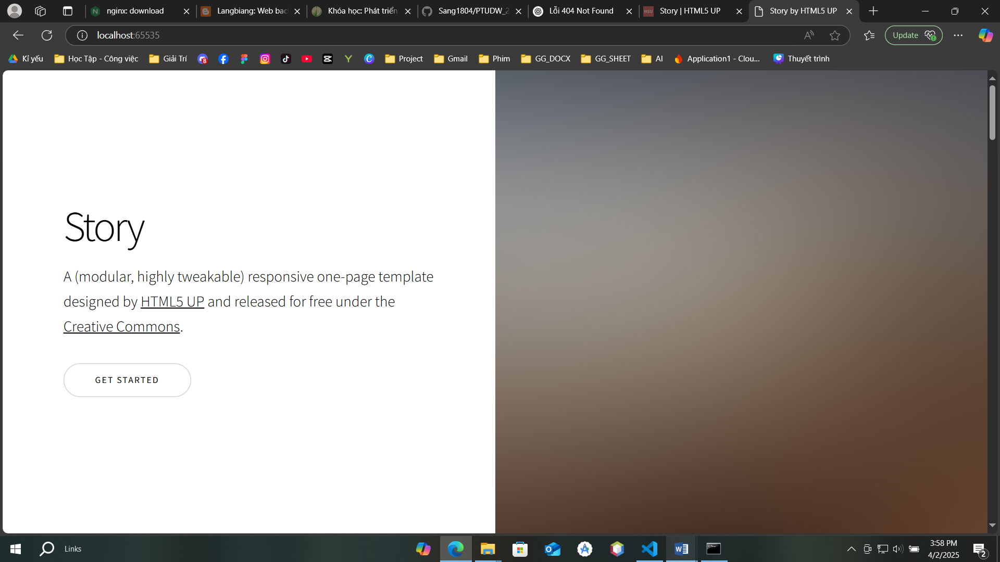 nginx: download
Langbiang: Web bac
Khóa học: Phát triển
Sang1804/PTUDW_2
Lỗi 404 Not Found
Story | HTML5 UP
Story by HTML5 UP
localhost:65535
Update
Kỉ yếu
Học Tập - Công việc
Giải Trí
Project
Gmail
Phim
GG_DOCX
GG_SHEET
AI
Application1 - Clou...
Thuyết trình
Story
A (modular, highly tweakable) responsive one-page template
designed by HTML5 UP and released for free under the
Creative Commons.
GET STARTED
Links
3:58 PM
4/2/2025
2